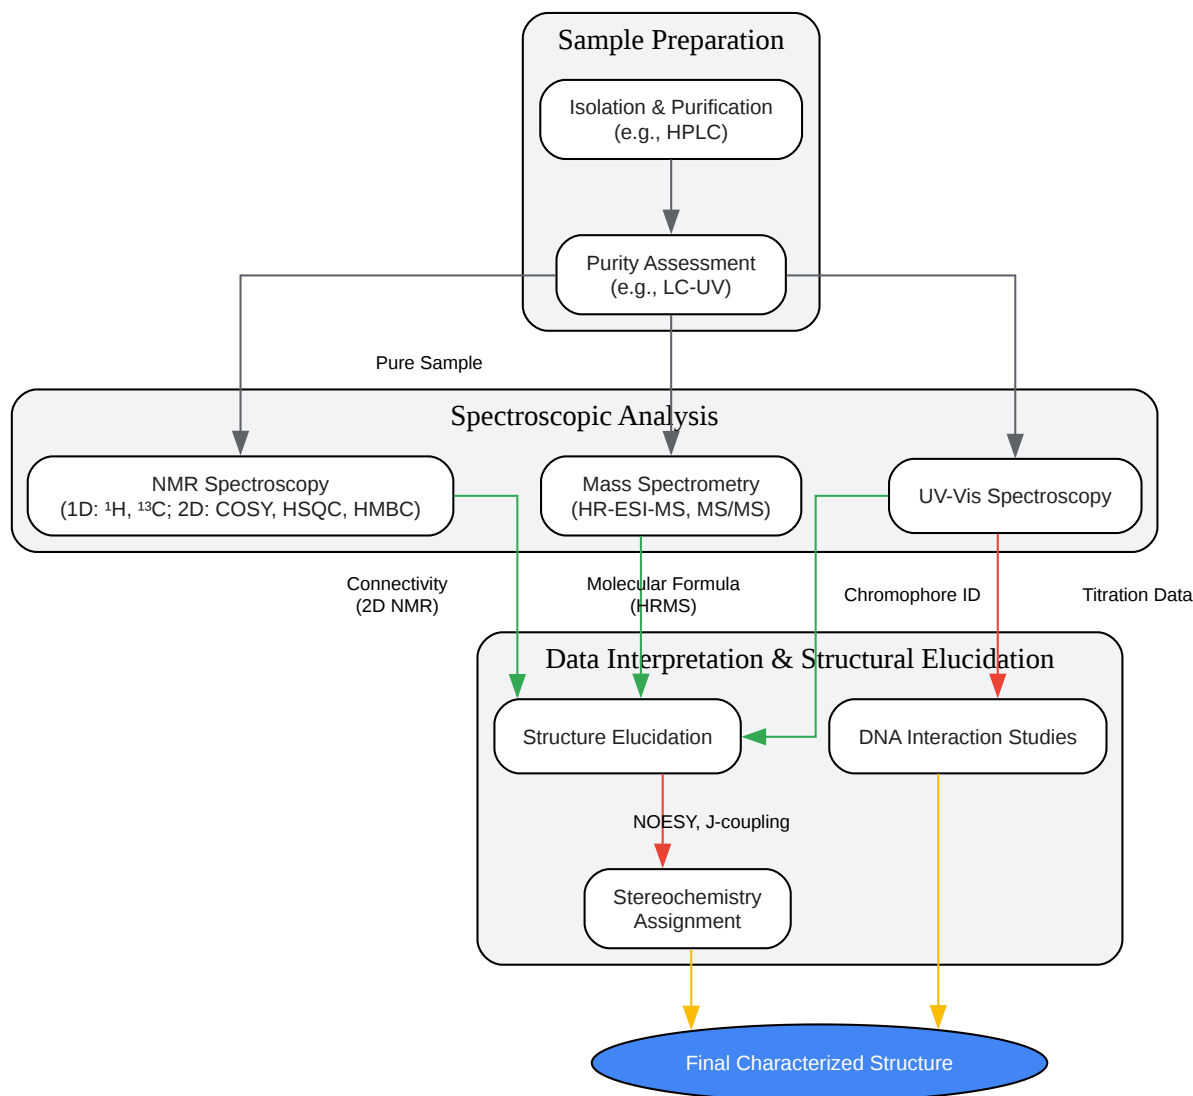 Sample Preparation
Isolation & Purification
(e.g., HPLC)
Purity Assessment
(e.g., LC-UV)
Pure Sample
Spectroscopic Analysis
NMR Spectroscopy
(1D: ¹H, ¹³C; 2D: COSY, HSQC, HMBC)
Mass Spectrometry
(HR-ESI-MS, MS/MS)
UV-Vis Spectroscopy
Connectivity
(2D NMR)
Molecular Formula
(HRMS)
Chromophore ID
Titration Data
Data Interpretation & Structural Elucidation
Structure Elucidation
DNA Interaction Studies
NOESY, J-coupling
Stereochemistry
Assignment
Final Characterized Structure